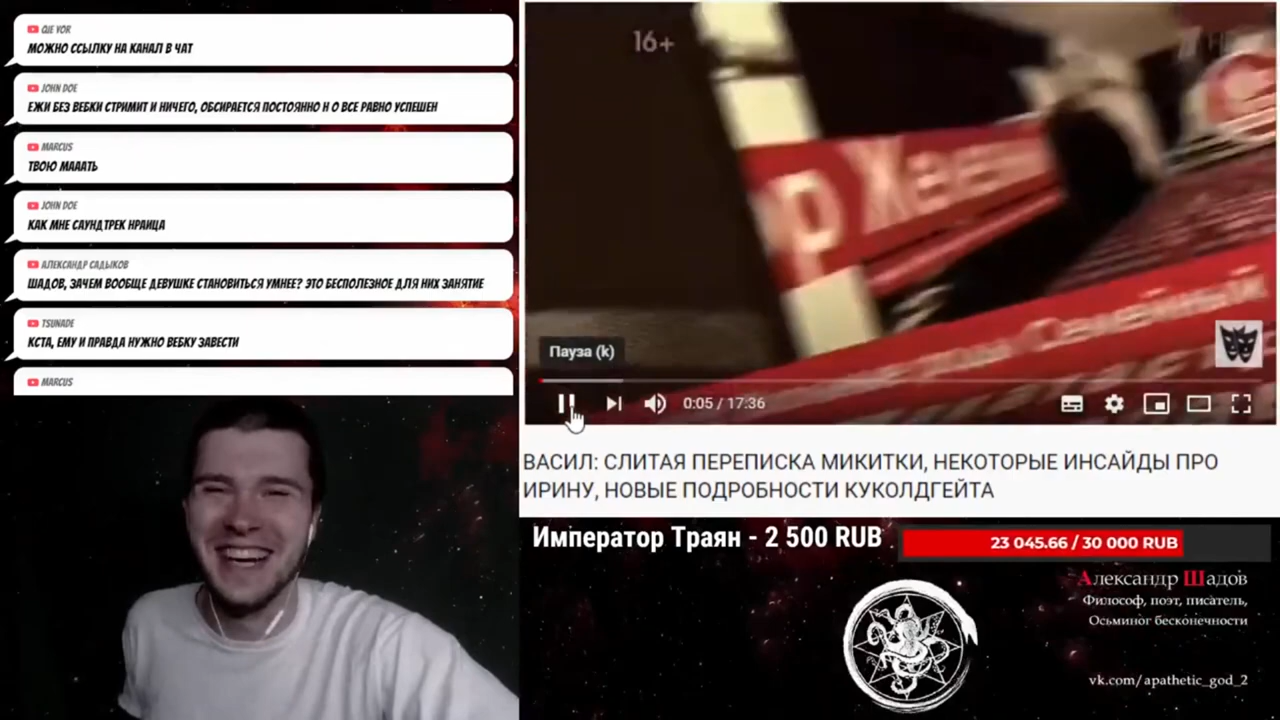 QIE YOR
МОЖНО ССЫЛКУ НА КАНАЛ В ЧАТ
JOHN DOE
ЕЖИ БЕЗ ВЕБКИ СТРИМИТ И НИЧЕГО, ОБСИРАЕТСЯ ПОСТОЯННО Н О ВСЕ РАВНО УСПЕШЕН
MARCUS
ТВОЮ МАААТЬ
JOHN DOE
КАК МНЕ САУНДТРЕК НРАИЦА
АЛЕКСАНДР САДЫКОВ
ШАДОВ, ЗАЧЕМ ВООБЩЕ ДЕВУШКЕ СТАНОВИТЬСЯ УМНЕЕ? ЭТО БЕСПОЛЕЗНОЕ ДЛЯ НИХ ЗАНЯТИЕ
TSUNADE
КСТА, ЕМУ И ПРАВДА НУЖНО ВЕБКУ ЗАВЕСТИ
MARCUS
16+
Пауза (k)
0:05 / 17:36
ВАСИЛ: СЛИТАЯ ПЕРЕПИСКА МИКИТКИ, НЕКОТОРЫЕ ИНСАЙДЫ ПРО
ИРИНУ, НОВЫЕ ПОДРОБНОСТИ КУКОЛДГЕЙТА
Император Траян - 2 500 RUB
23 045.66 / 30 000 RUB
Александр Шадов
Философ, поэт, писатель,
Осьминог бесконечности
vk.com/apathetic_god_2